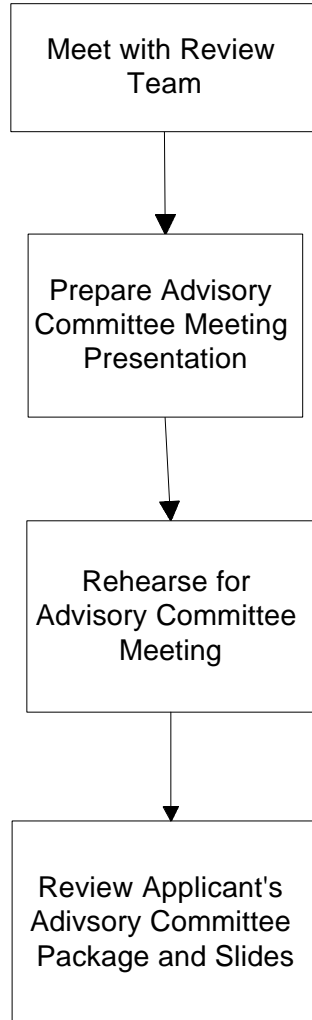 Meet with Review
Team
Prepare Advisory
Committee Meeting
Presentation
Rehearse for
Advisory Committee
Meeting
Review Applicant's
Adivsory Committee
Package and Slides